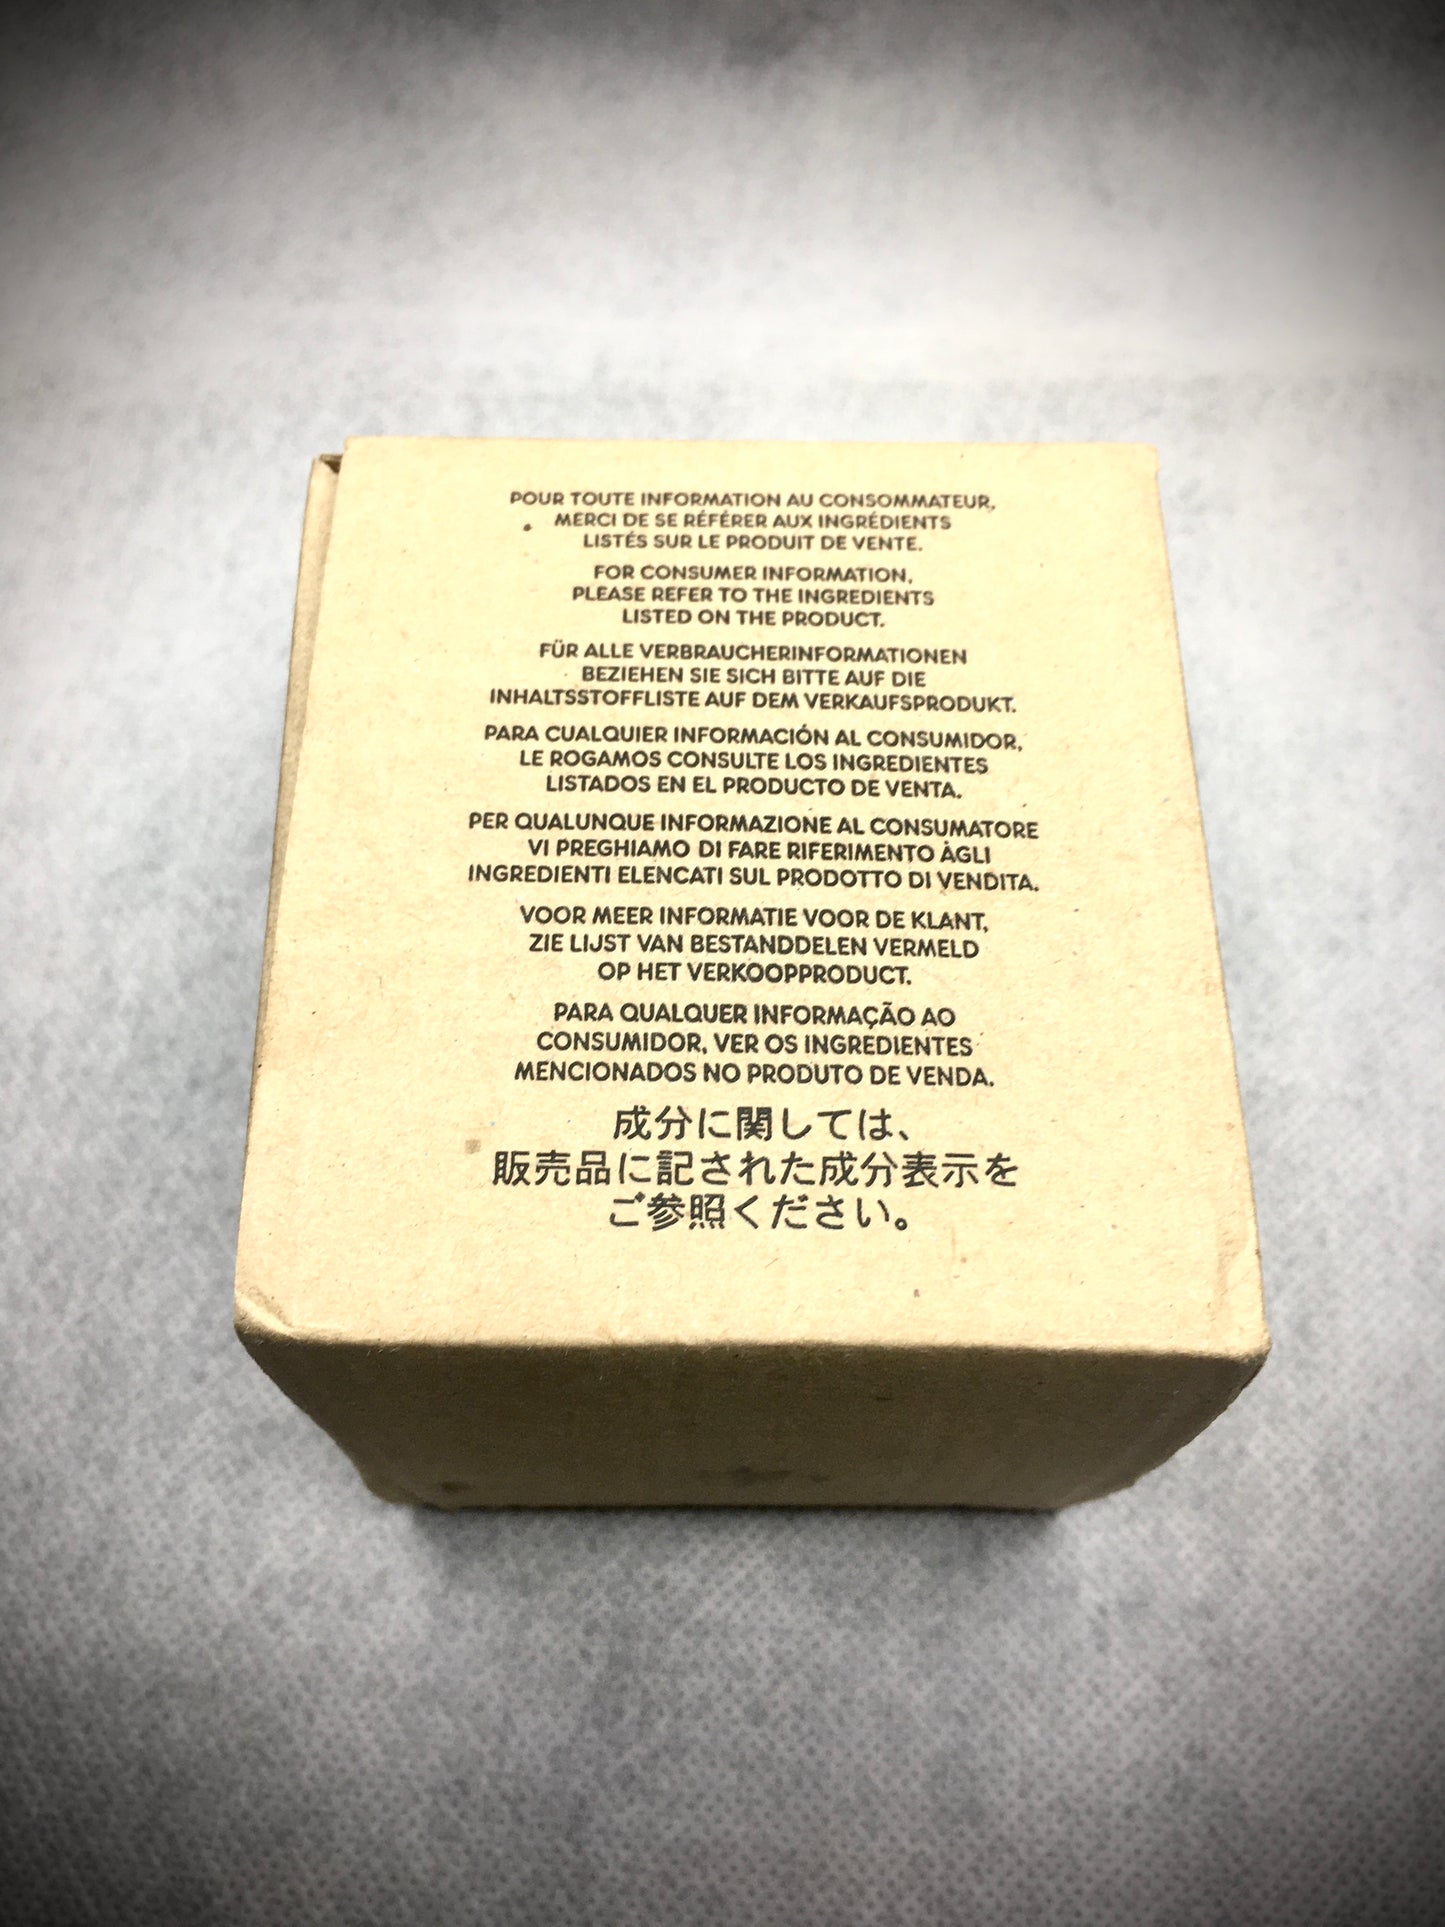 POUR TOUTE INFORMATION AU CONSOMMATEUR,
MERCI DE SE RÉFÉRER AUX INGRÉDIENTS
LISTÉS SUR LE PRODUIT DE VENTE.
FOR CONSUMER INFORMATION,
PLEASE REFER TO THE INGREDIENTS
LISTED ON THE PRODUCT.
FÜR ALLE VERBRAUCHERINFORMATIONEN
BEZIEHEN SIE SICH BITTE AUF DIE
INHALTSSTOFFLISTE AUF DEM VERKAUFSPRODUKT.
PARA CUALQUIER INFORMACIÓN AL CONSUMIDOR,
LE ROGAMOS CONSULTE LOS INGREDIENTES
LISTADOS EN EL PRODUCTO DE VENTA.
PER QUALUNQUE INFORMAZIONE AL CONSUMATORE
VI PREGHIAMO DI FARE RIFERIMENTO ÀGLI
INGREDIENTI ELENCATI SUL PRODOTTO DI VENDITA.
VOOR MEER INFORMATIE VOOR DE KLANT,
ZIE LIJST VAN BESTANDDELEN VERMELD
OP HET VERKOOPPRODUCT.
PARA QUALQUER INFORMAÇÃO AO
CONSUMIDOR, VER OS INGREDIENTES
MENCIONADOS NO PRODUTO DE VENDA.
成分に関しては、
販売品に記された成分表示を
ご参照ください。